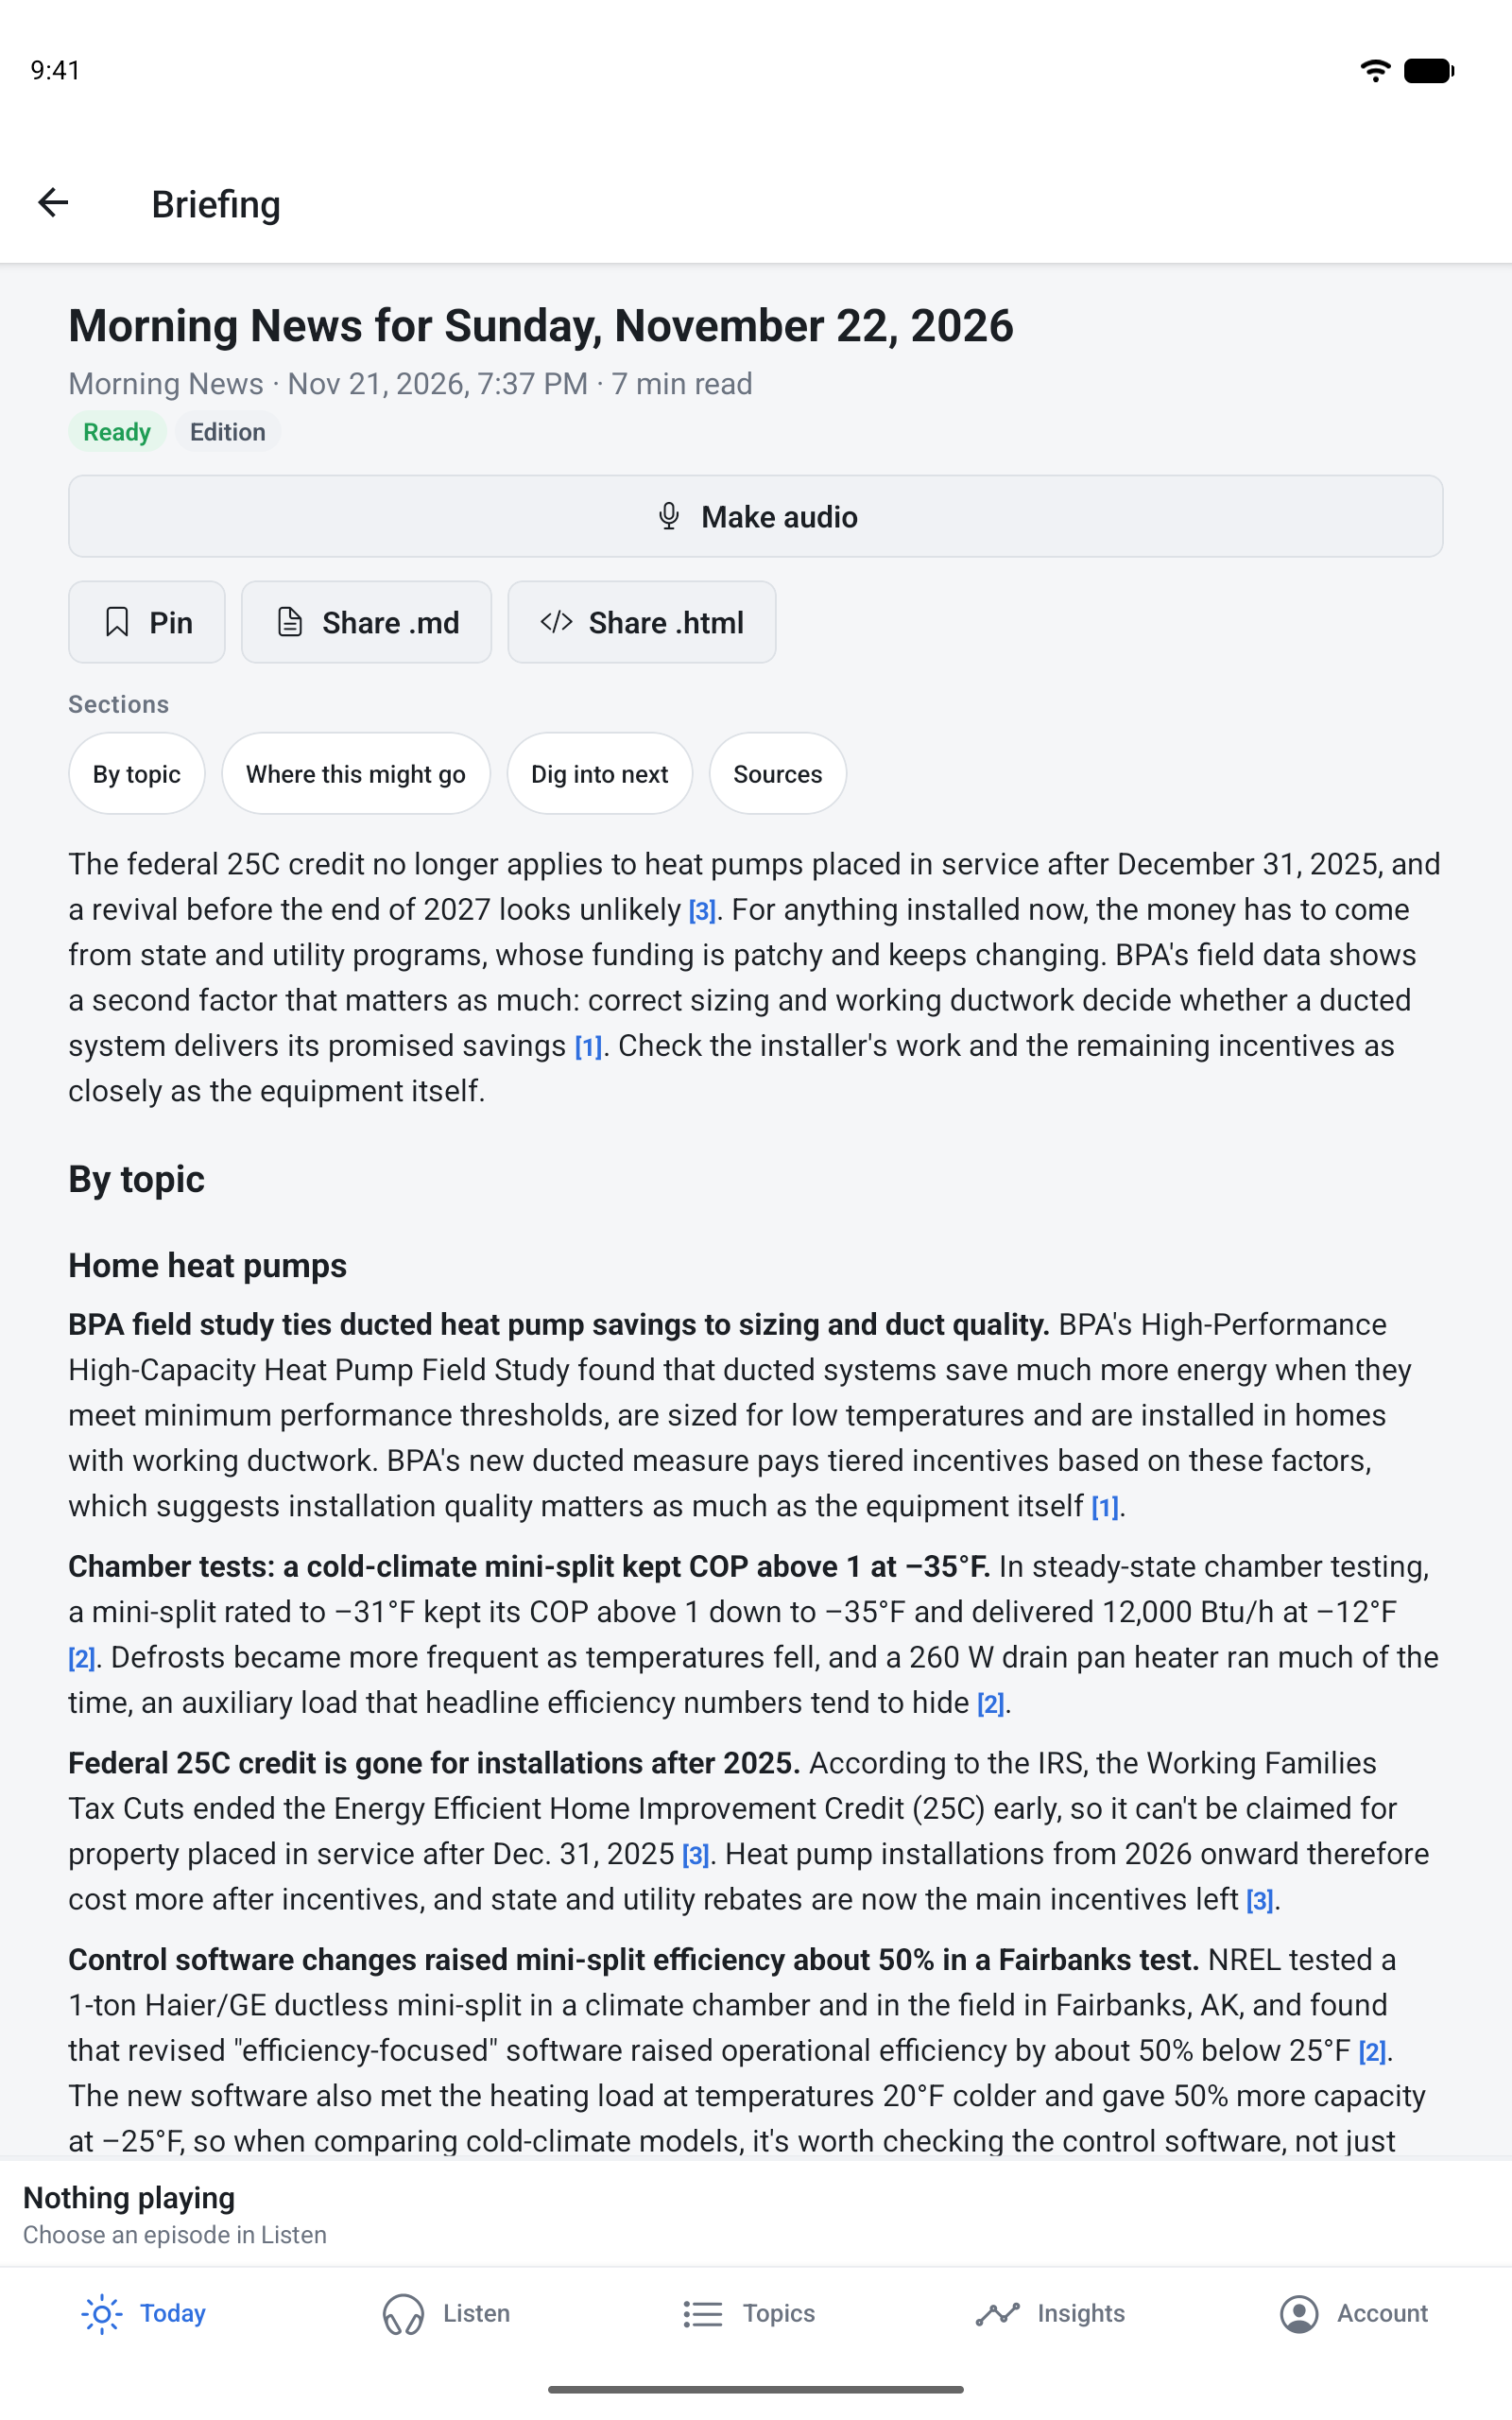 9:41
Briefing
Morning News for Sunday, November 22, 2026
Morning News · Nov 21, 2026, 7:37 PM · 7 min read
Ready Edition
Make audio
Pin Share .md </> Share .html
Sections
By topic Where this might go Dig into next Sources
The federal 25C credit no longer applies to heat pumps placed in service after December 31, 2025, and
a revival before the end of 2027 looks unlikely [3]. For anything installed now, the money has to come
from state and utility programs, whose funding is patchy and keeps changing. BPA's field data shows
a second factor that matters as much: correct sizing and working ductwork decide whether a ducted
system delivers its promised savings [1]. Check the installer's work and the remaining incentives as
closely as the equipment itself.
By topic
Home heat pumps
BPA field study ties ducted heat pump savings to sizing and duct quality. BPA's High-Performance
High-Capacity Heat Pump Field Study found that ducted systems save much more energy when they
meet minimum performance thresholds, are sized for low temperatures and are installed in homes
with working ductwork. BPA's new ducted measure pays tiered incentives based on these factors,
which suggests installation quality matters as much as the equipment itself [1].
Chamber tests: a cold-climate mini-split kept COP above 1 at −35°F. In steady-state chamber testing,
a mini-split rated to −31°F kept its COP above 1 down to −35°F and delivered 12,000 Btu/h at −12°F
[2]. Defrosts became more frequent as temperatures fell, and a 260 W drain pan heater ran much of the
time, an auxiliary load that headline efficiency numbers tend to hide [2].
Federal 25C credit is gone for installations after 2025. According to the IRS, the Working Families
Tax Cuts ended the Energy Efficient Home Improvement Credit (25C) early, so it can't be claimed for
property placed in service after Dec. 31, 2025 [3]. Heat pump installations from 2026 onward therefore
cost more after incentives, and state and utility rebates are now the main incentives left [3].
Control software changes raised mini-split efficiency about 50% in a Fairbanks test. NREL tested a
1-ton Haier/GE ductless mini-split in a climate chamber and in the field in Fairbanks, AK, and found
that revised "efficiency-focused" software raised operational efficiency by about 50% below 25°F [2].
The new software also met the heating load at temperatures 20°F colder and gave 50% more capacity
at −25°F, so when comparing cold-climate models, it's worth checking the control software, not just
Nothing playing
Choose an episode in Listen
Today Listen Topics Insights Account